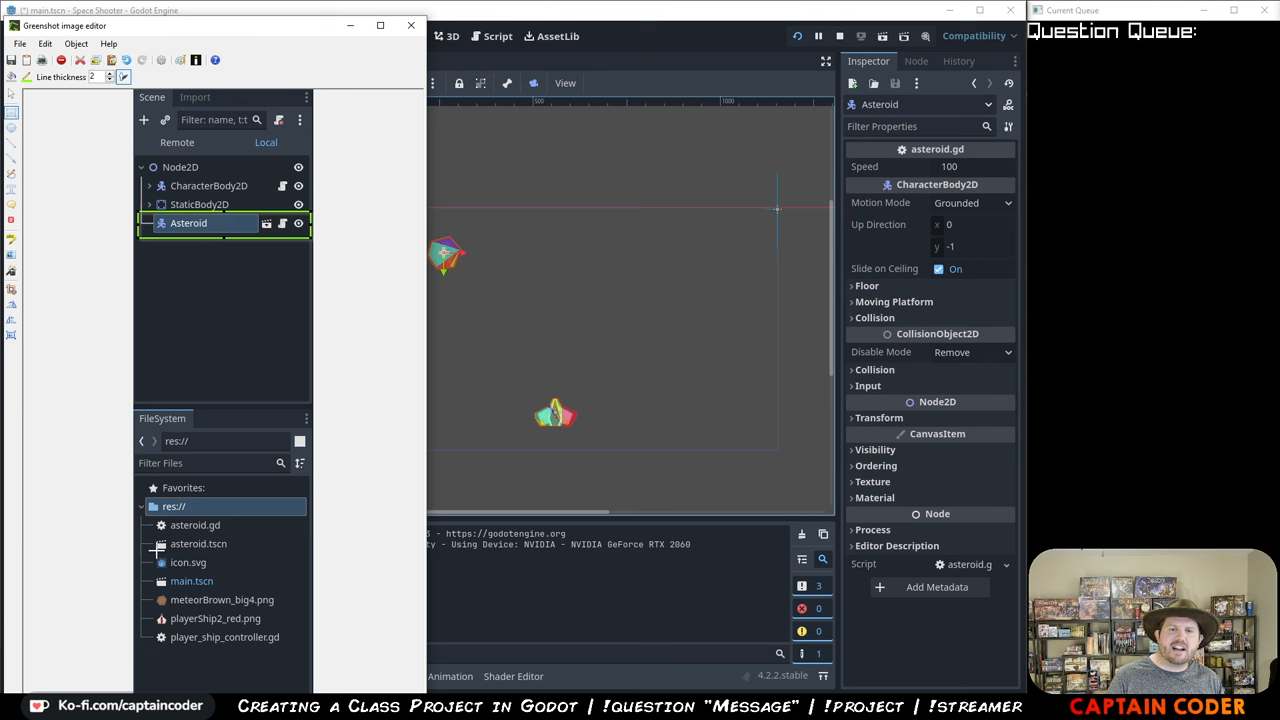 (*) main.tscn - Space Shooter - Godot Engine
Current Queue
Greenshot image editor
Question Queue:
File Edit Object Help
3D Script AssetLib
Compatibility
Line thickness 2
View
Inspector Node History
Scene Import
500 1000
Asteroid
Filter: name, t:t
Filter Properties
Remote Local
asteroid.gd
Speed 100
Node2D
CharacterBody2D
StaticBody2D
Asteroid
CharacterBody2D
Motion Mode Grounded
Up Direction x 0
y -1
Slide on Ceiling On
Floor
Moving Platform
Collision
CollisionObject2D
Disable Mode Remove
Collision
Input
Node2D
Transform
CanvasItem
Visibility
Ordering
Texture
Material
Node
Process
Editor Description
Script asteroid.g
Add Metadata
FileSystem
res://
Filter Files
Favorites:
res://
asteroid.gd
asteroid.tscn
icon.svg
main.tscn
meteorBrown_big4.png
playerShip2_red.png
player_ship_controller.gd
- https://godotengine.org
- Using Device: NVIDIA - NVIDIA GeForce RTX 2060
3
0
0
1
Animation Shader Editor
4.2.2.stable
Ko-fi.com/captaincoder
Creating a Class Project in Godot | !question "Message" | !project | !streamer
CAPTAIN CODER